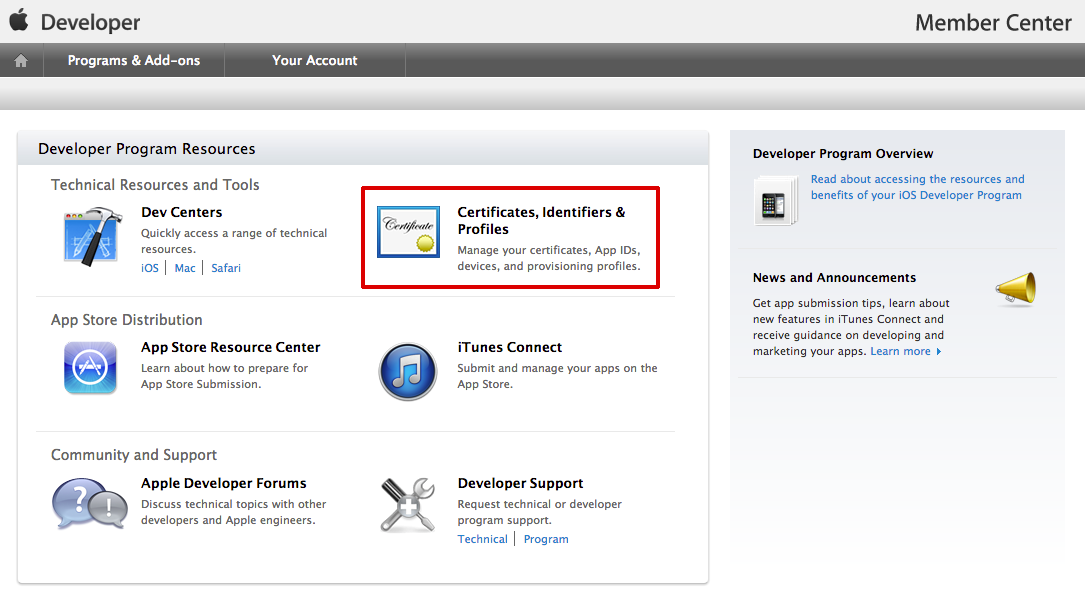 Developer
Member Center
Programs & Add-ons
Your Account
Developer Program Resources
Technical Resources and Tools
Dev Centers
Quickly access a range of technical
resources.
iOS
Mac
Safari
Certificate
Certificates, Identifiers &
Profiles
Manage your certificates, App IDs,
devices, and provisioning profiles.
App Store Distribution
App Store Resource Center
Learn about how to prepare for
App Store Submission.
iTunes Connect
Submit and manage your apps on the
App Store.
Community and Support
Apple Developer Forums
Discuss technical topics with other
developers and Apple engineers.
Developer Support
Request technical or developer
program support.
Technical
Program
Developer Program Overview
Read about accessing the resources and
benefits of your iOS Developer Program
News and Announcements
Get app submission tips, learn about
new features in iTunes Connect and
receive guidance on developing and
marketing your apps. Learn more